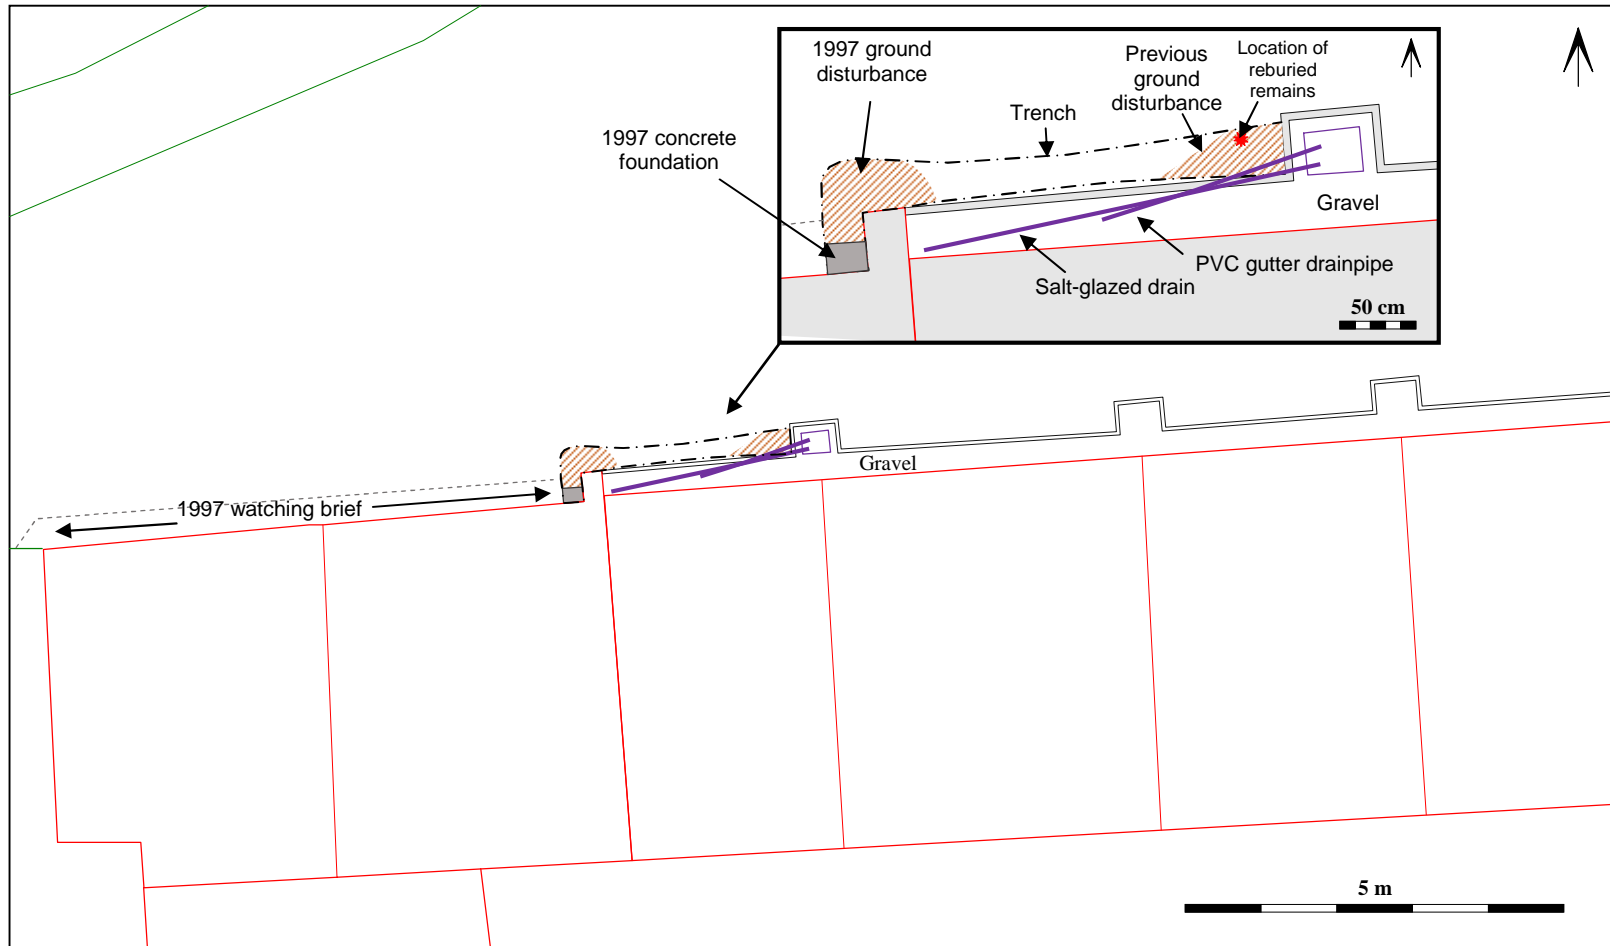 1997 ground
disturbance
Previous
ground
disturbance
Location of
reburied
remains
Trench
1997 concrete
foundation
Gravel
PVC gutter drainpipe
Salt-glazed drain
50 cm
Gravel
1997 watching brief
5 m